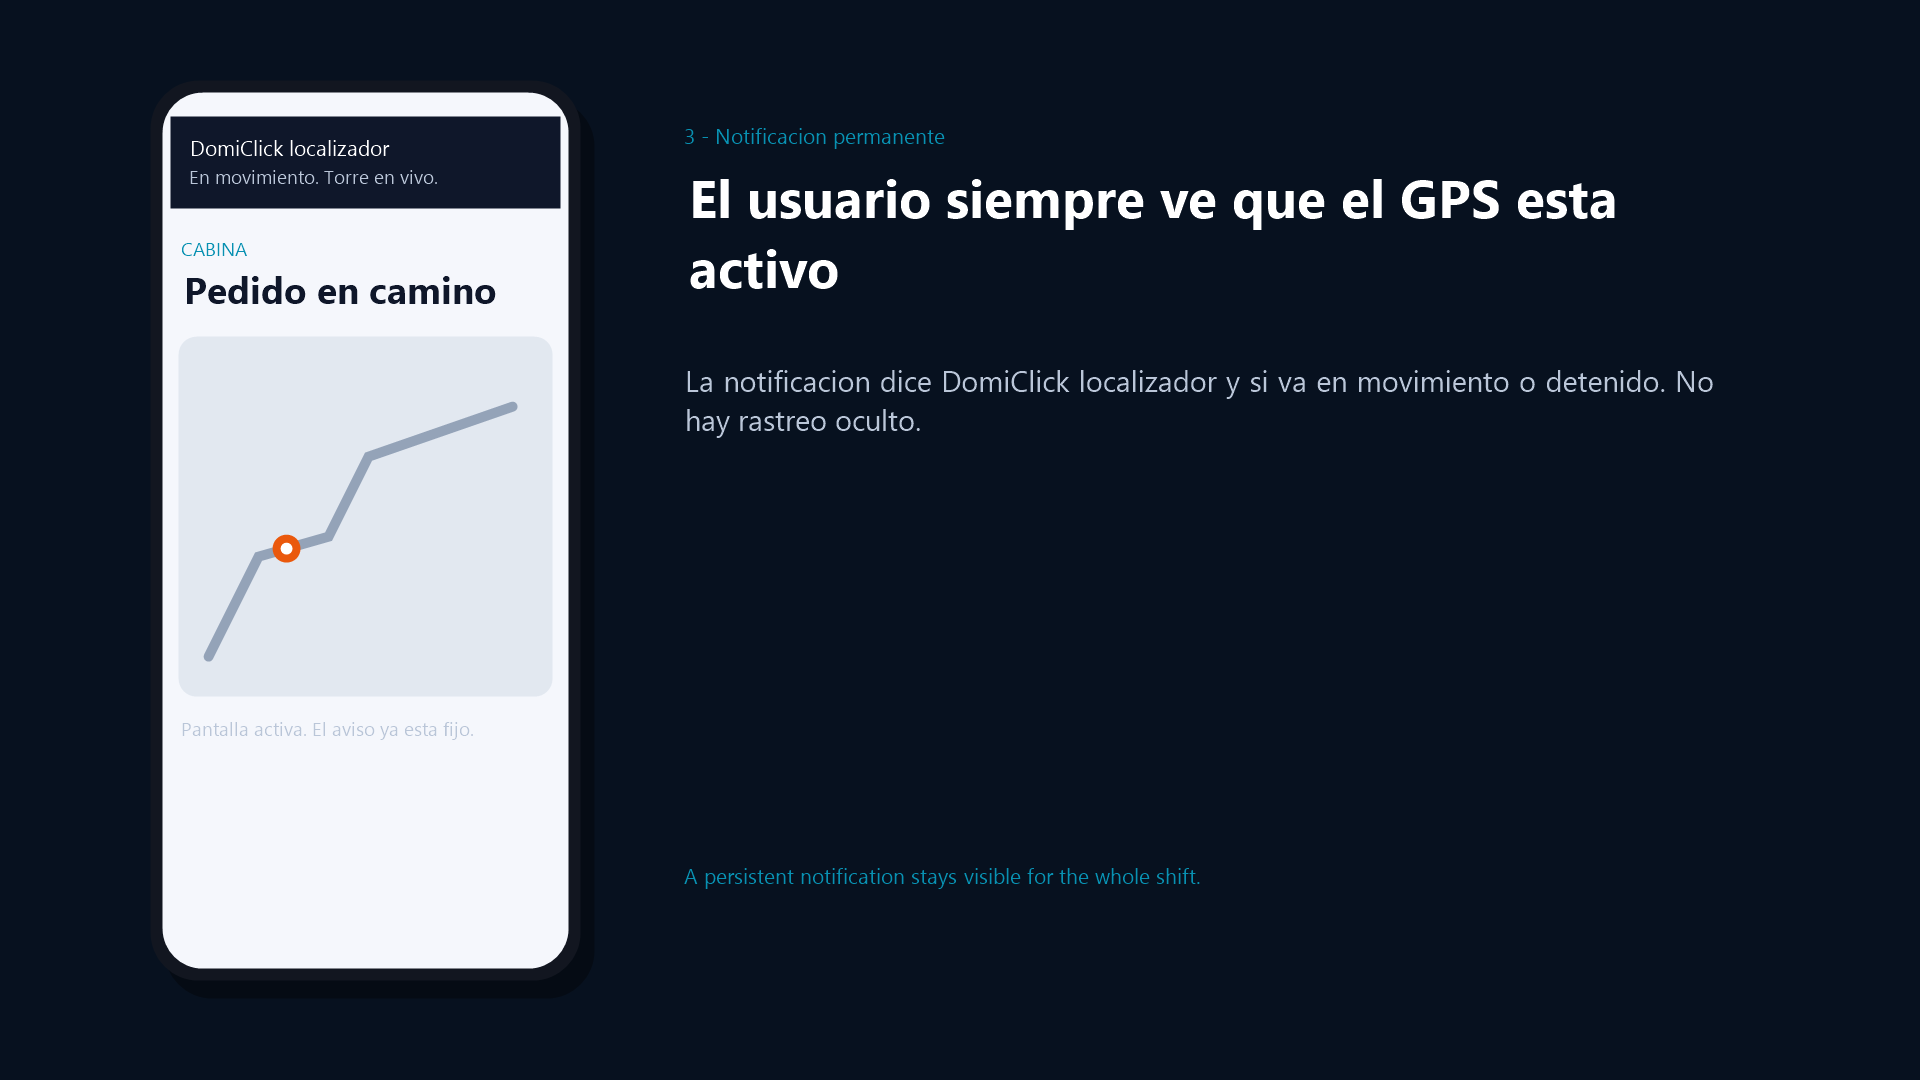 DomiClick localizador
En movimiento. Torre en vivo.
CABINA
Pedido en camino
Pantalla activa. El aviso ya esta fijo.
3 - Notificacion permanente
El usuario siempre ve que el GPS esta
activo
La notificacion dice DomiClick localizador y si va en movimiento o detenido. No
hay rastreo oculto.
A persistent notification stays visible for the whole shift.